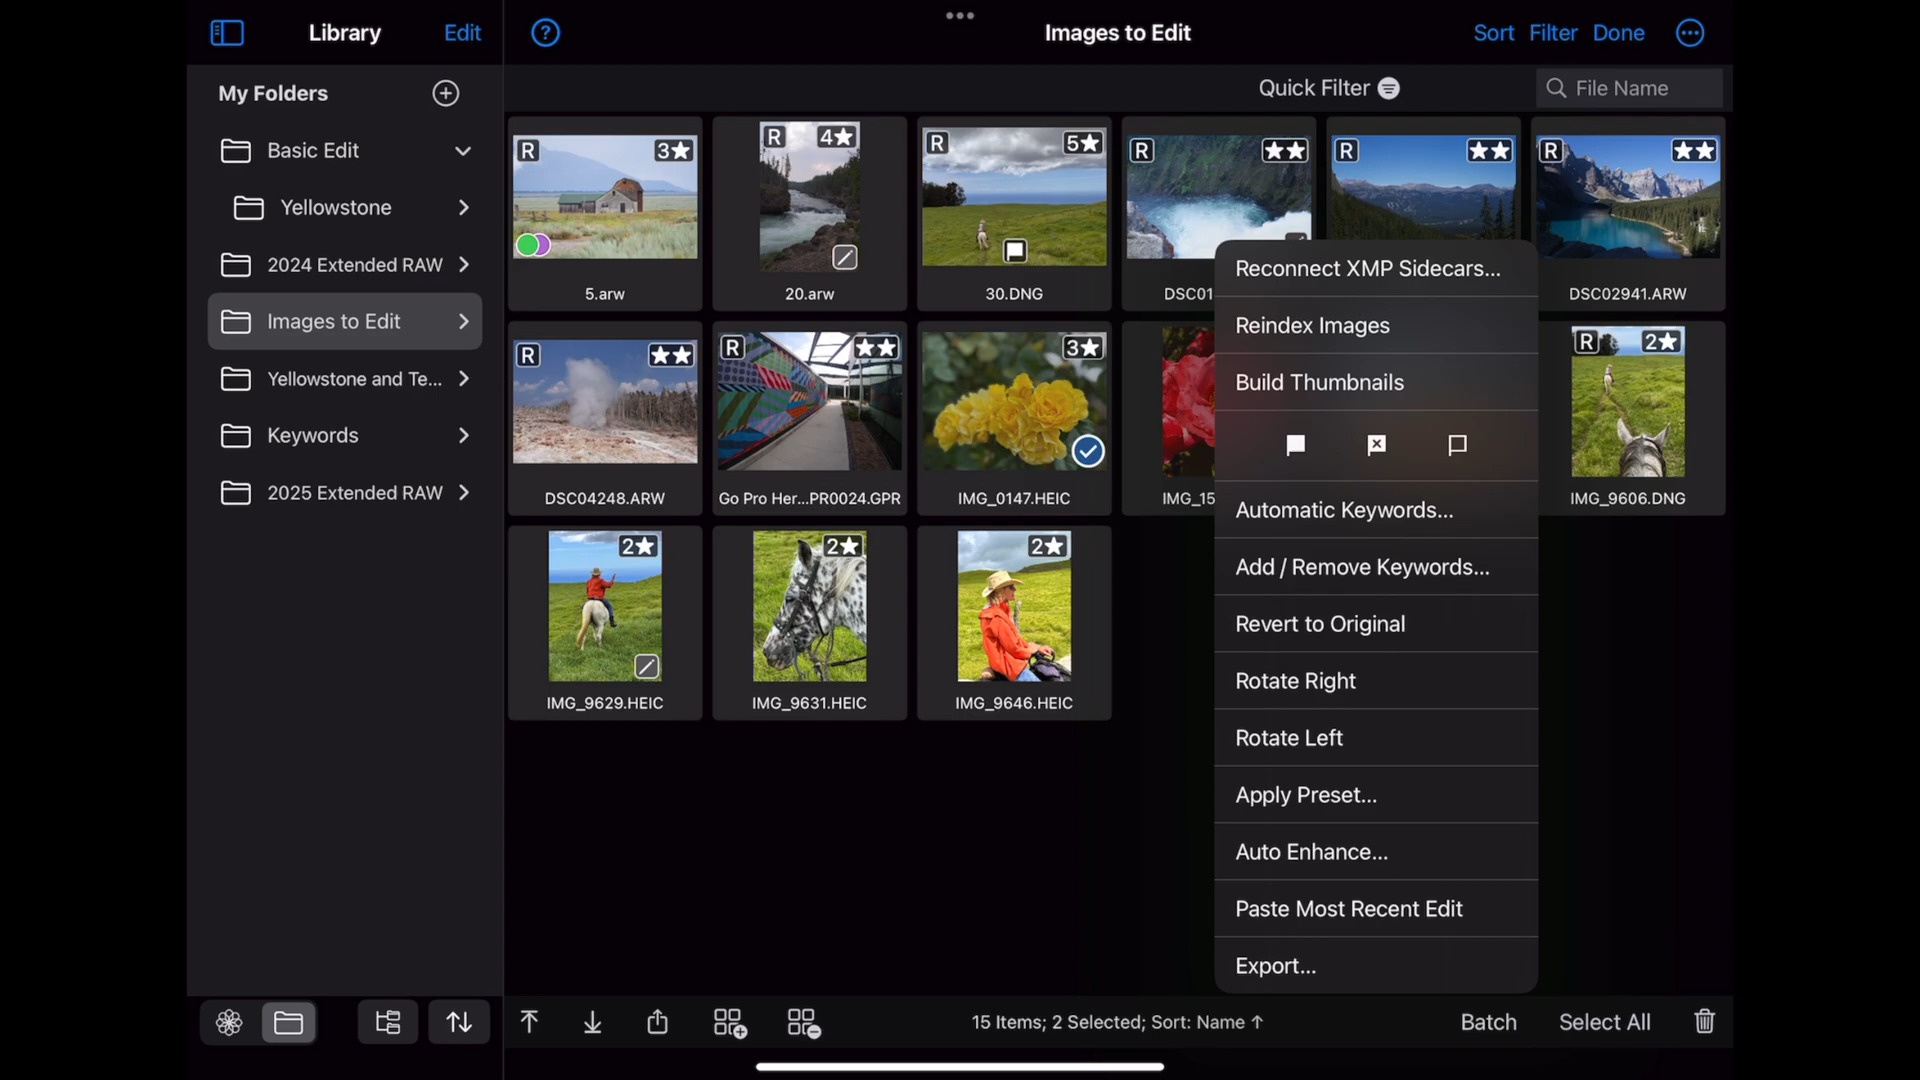 Library
Edit
Images to Edit
Sort
Filter
Done
My Folders
Quick Filter
File Name
Basic Edit
Yellowstone
2024 Extended RAW
Images to Edit
Yellowstone and Te...
Keywords
2025 Extended RAW
R 3★
R 4★
R 5★
R ★★
R ★★
R ★★
5.arw
20.arw
30.DNG
DSC01
DSC02941.ARW
R ★★
R ★★
3★
R 2★
DSC04248.ARW
Go Pro Her...PR0024.GPR
IMG_0147.HEIC
IMG_15
IMG_9606.DNG
2★
2★
2★
IMG_9629.HEIC
IMG_9631.HEIC
IMG_9646.HEIC
Reconnect XMP Sidecars...
Reindex Images
Build Thumbnails
Automatic Keywords...
Add / Remove Keywords...
Revert to Original
Rotate Right
Rotate Left
Apply Preset...
Auto Enhance...
Paste Most Recent Edit
Export...
15 Items; 2 Selected; Sort: Name ↑
Batch
Select All